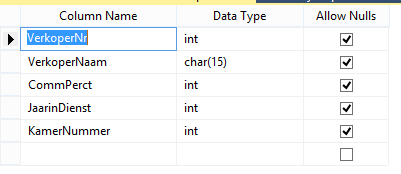 Column Name Data Type Allow Nulls
VerkoperNr int
VerkoperNaam char(15)
CommPerct int
JaarinDienst int
KamerNummer int